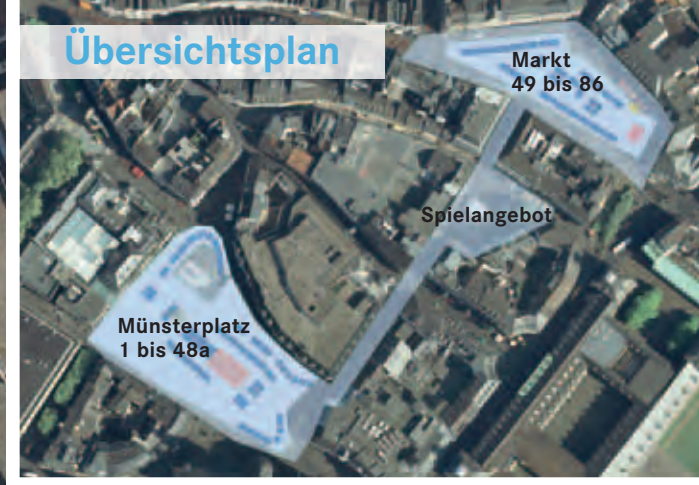 Übersichtsplan
Markt
49 bis 86
Spielangebot
Münsterplatz
1 bis 48a